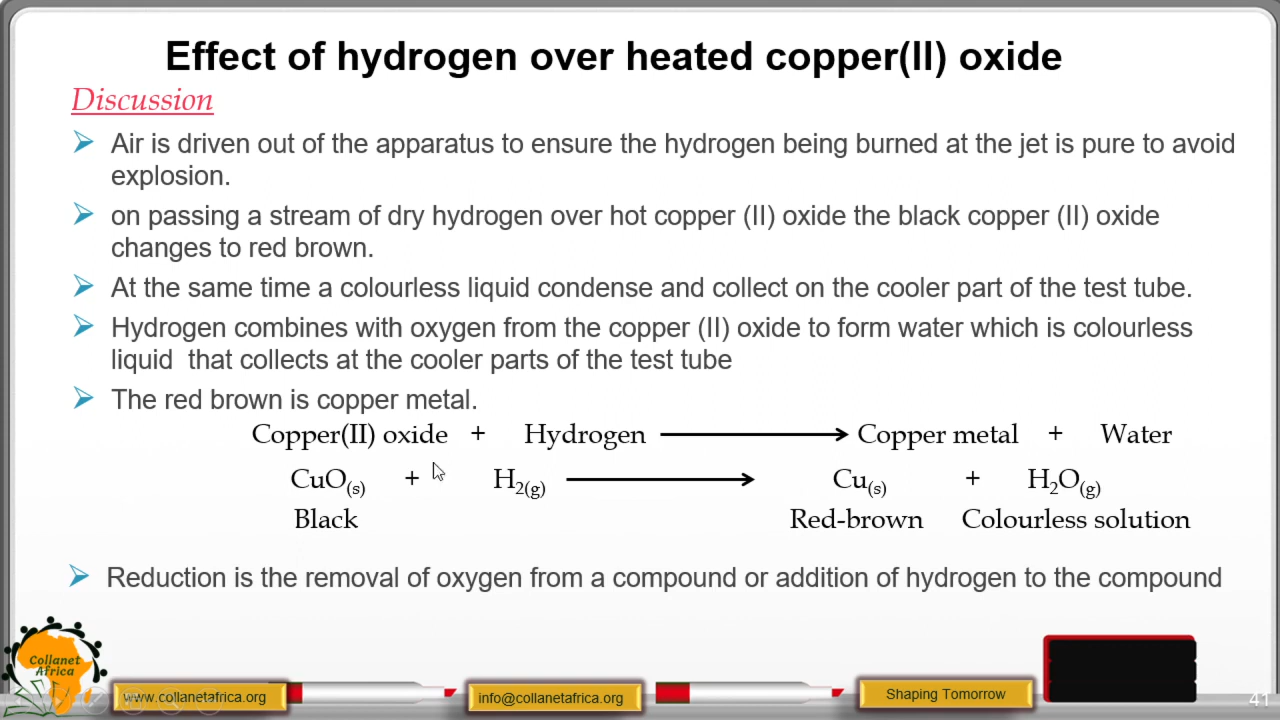 Effect of hydrogen over heated copper(II) oxide
Discussion
Air is driven out of the apparatus to ensure the hydrogen being burned at the jet is pure to avoid
explosion.
on passing a stream of dry hydrogen over hot copper (II) oxide the black copper (II) oxide
changes to red brown.
At the same time a colourless liquid condense and collect on the cooler part of the test tube.
Hydrogen combines with oxygen from the copper (II) oxide to form water which is colourless
liquid that collects at the cooler parts of the test tube
The red brown is copper metal.
Copper(II) oxide + Hydrogen ⟶ Copper metal + Water
CuO(s) + H2(g) ⟶ Cu(s) + H2O(g)
Black Red-brown Colourless solution
Reduction is the removal of oxygen from a compound or addition of hydrogen to the compound
Collanet
Africa
www.collanetafrica.org
info@collanetafrica.org
Shaping Tomorrow
41